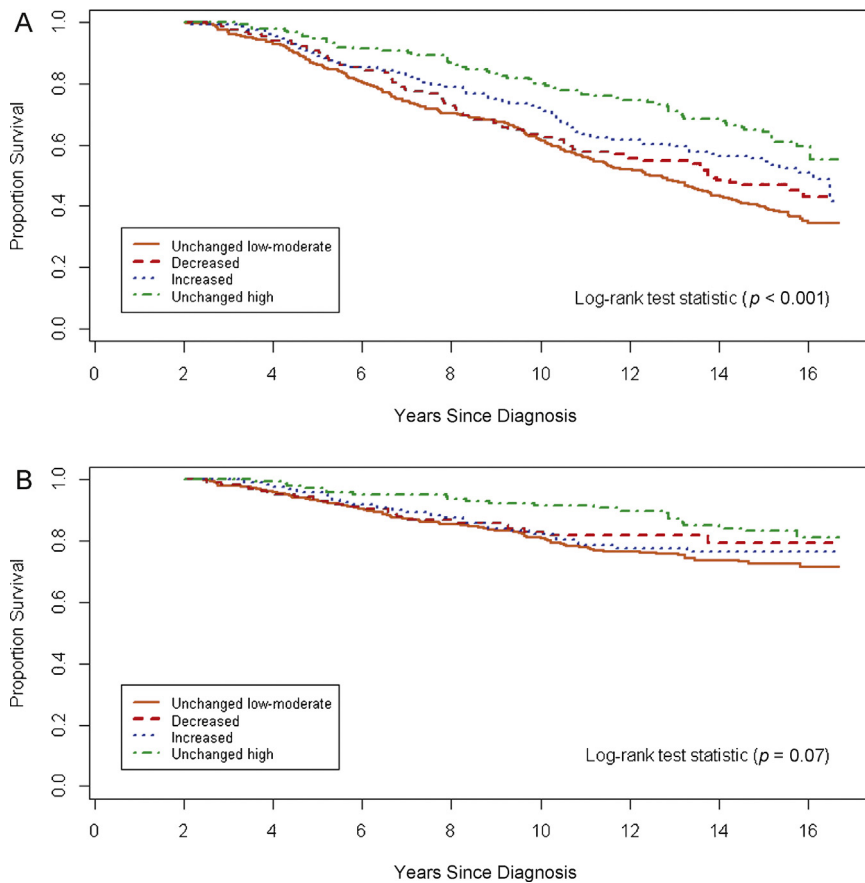 A
Proportion Survival
1.0
0.8
0.6
0.4
0.2
0.0
Unchanged low-moderate
Decreased
Increased
Unchanged high
Log-rank test statistic (p < 0.001)
0 2 4 6 8 10 12 14 16
Years Since Diagnosis
B
Proportion Survival
1.0
0.8
0.6
0.4
0.2
0.0
Unchanged low-moderate
Decreased
Increased
Unchanged high
Log-rank test statistic (p = 0.07)
0 2 4 6 8 10 12 14 16
Years Since Diagnosis